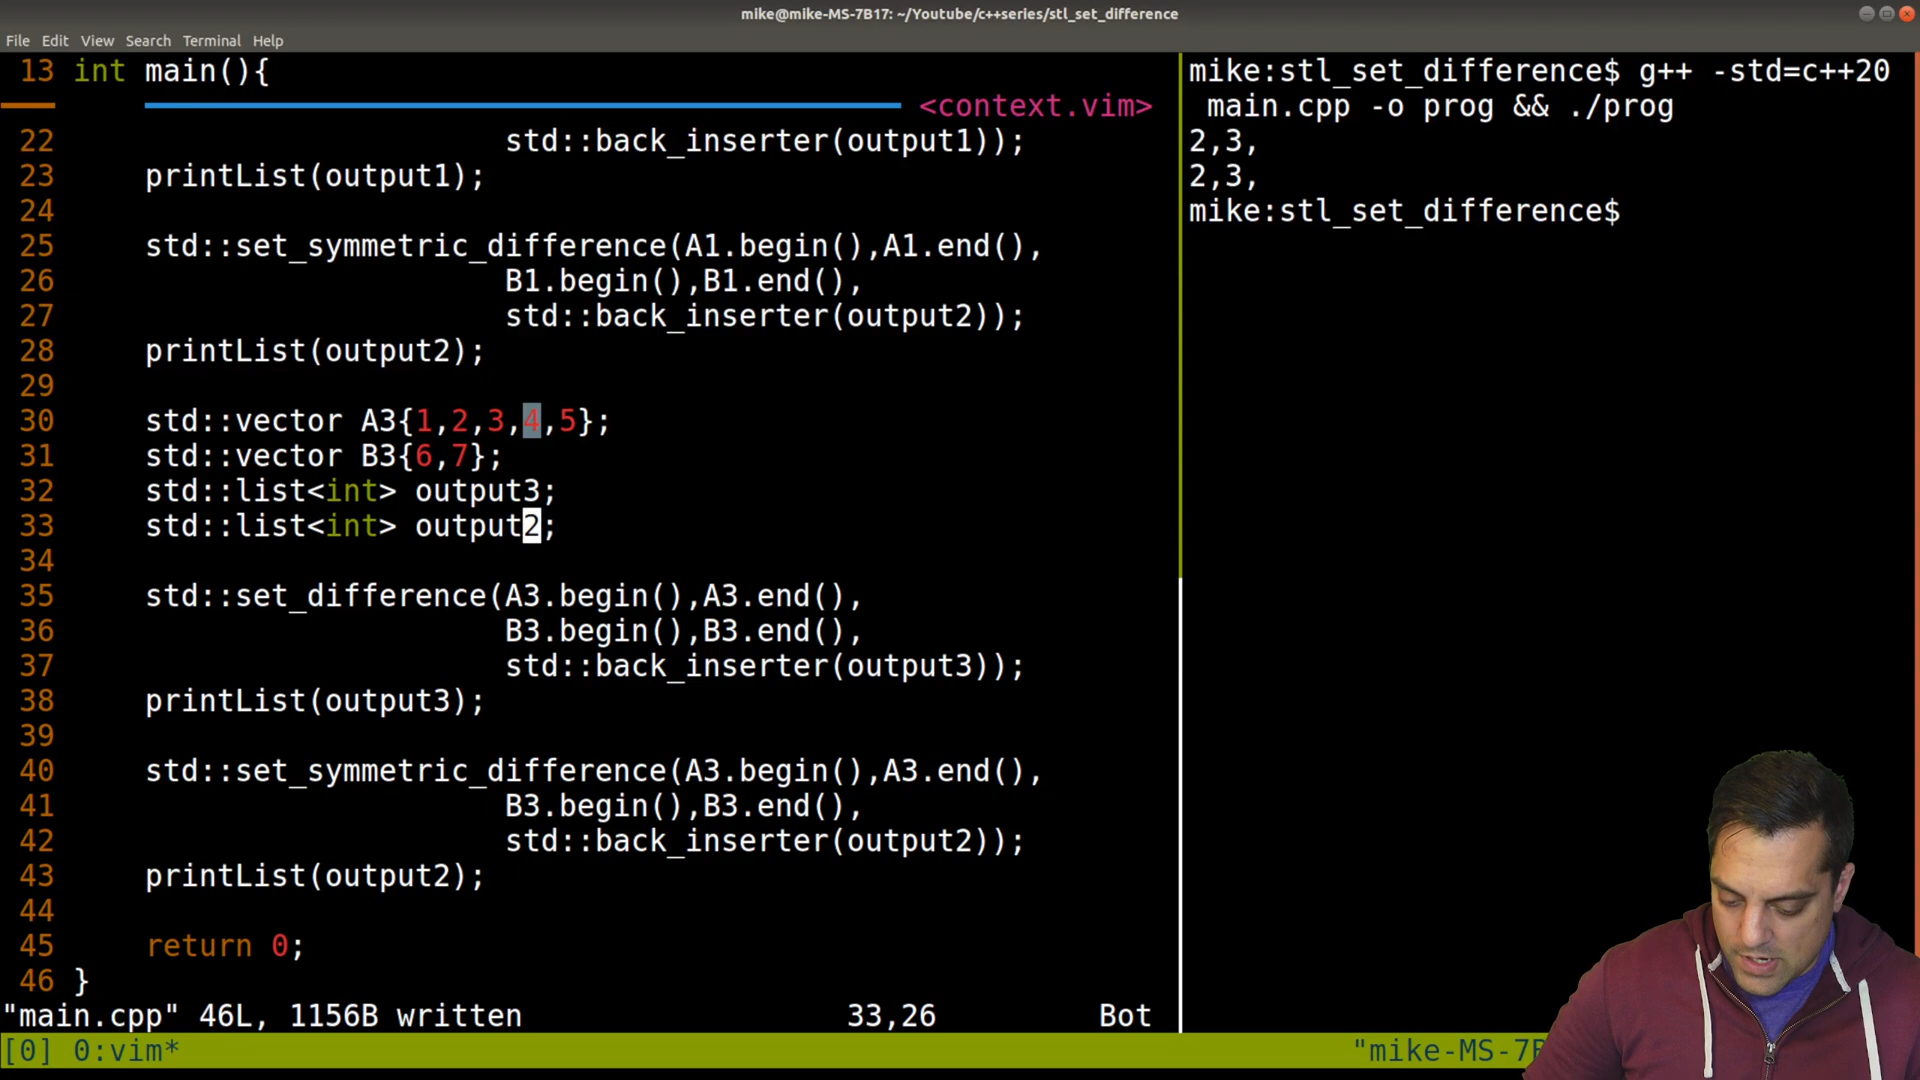 mike@mike-MS-7B17: ~/Youtube/c++series/stl_set_difference
File Edit View Search Terminal Help
13 int main(){
<context.vim>
22 std::back_inserter(output1));
23 printList(output1);
24
25 std::set_symmetric_difference(A1.begin(),A1.end(),
26 B1.begin(),B1.end(),
27 std::back_inserter(output2));
28 printList(output2);
29
30 std::vector A3{1,2,3,4,5};
31 std::vector B3{6,7};
32 std::list<int> output3;
33 std::list<int> output2;
34
35 std::set_difference(A3.begin(),A3.end(),
36 B3.begin(),B3.end(),
37 std::back_inserter(output3));
38 printList(output3);
39
40 std::set_symmetric_difference(A3.begin(),A3.end(),
41 B3.begin(),B3.end(),
42 std::back_inserter(output2));
43 printList(output2);
44
45 return 0;
46 }
"main.cpp" 46L, 1156B written 33,26 Bot
mike:stl_set_difference$ g++ -std=c++20
main.cpp -o prog && ./prog
2,3,
2,3,
mike:stl_set_difference$
[0] 0:vim* "mike-MS-7B